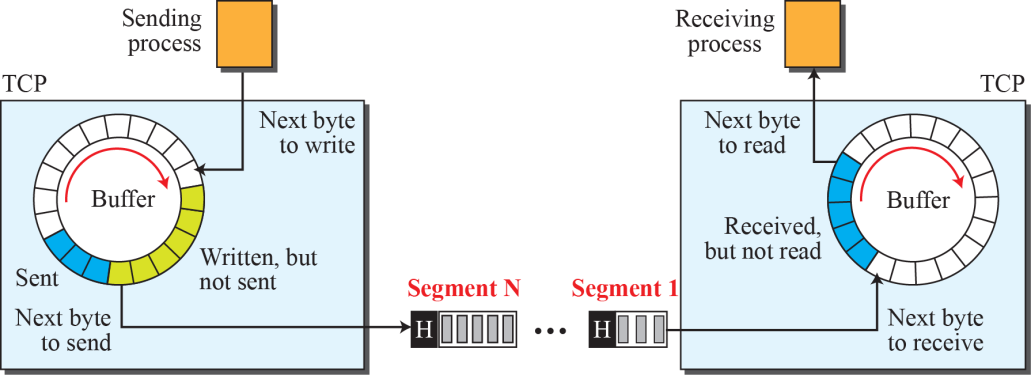 Sending
process
Receiving
process
TCP
TCP
Next byte
to write
Buffer
Written, but
not sent
Sent
Next byte
to send
Segment N
H
...
Segment 1
H
Next byte
to read
Buffer
Received,
but not read
Next byte
to receive